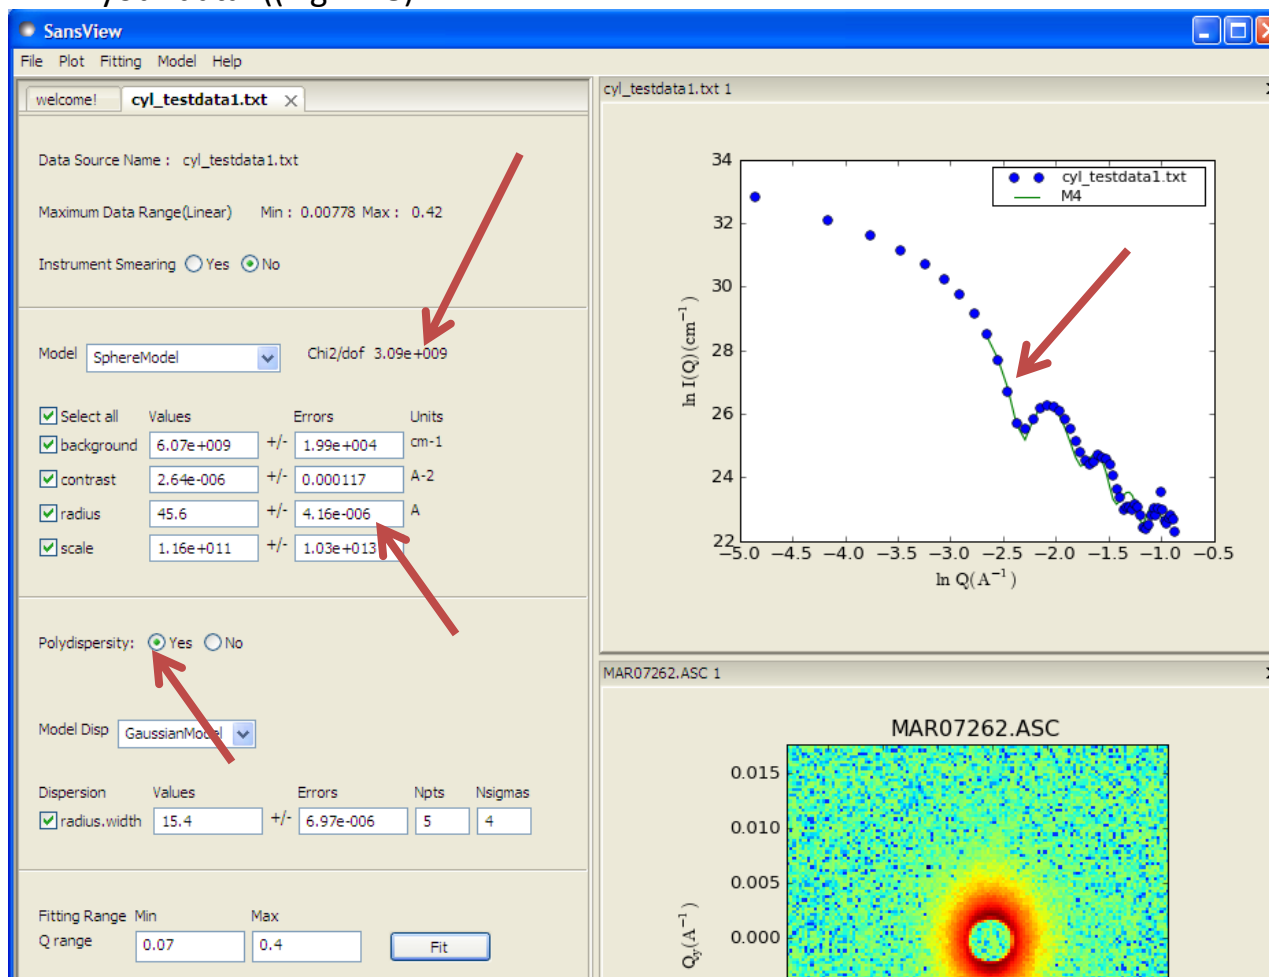 SansView
File Plot Fitting Model Help
welcome! cyl_testdata1.txt
Data Source Name : cyl_testdata1.txt
Maximum Data Range(Linear) Min : 0.00778 Max : 0.42
Instrument Smearing Yes No
Model SphereModel Chi2/dof 3.09e+009
Select all Values Errors Units
background 6.07e+009 +/- 1.99e+004 cm-1
contrast 2.64e-006 +/- 0.000117 A-2
radius 45.6 +/- 4.16e-006 A
scale 1.16e+011 +/- 1.03e+013
Polydispersity: Yes No
Model Disp GaussianModel
Dispersion Values Errors Npts Nsigmas
radius.width 15.4 +/- 6.97e-006 5 4
Fitting Range Min Max
Q range 0.07 0.4 Fit
cyl_testdata1.txt 1
cyl_testdata1.txt
M4
34
32
30
28
26
24
22
ln I(Q)(cm⁻¹)
−5.0 −4.5 −4.0 −3.5 −3.0 −2.5 −2.0 −1.5 −1.0 −0.5
ln Q(A⁻¹)
MAR07262.ASC 1
MAR07262.ASC
0.015
0.010
0.005
0.000
Qy(A⁻¹)